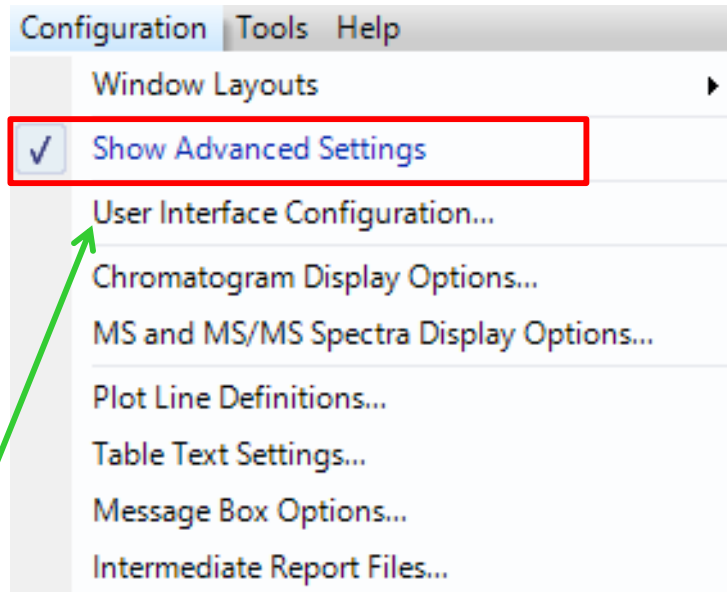 Configuration Tools Help
Window Layouts
Show Advanced Settings
User Interface Configuration...
Chromatogram Display Options...
MS and MS/MS Spectra Display Options...
Plot Line Definitions...
Table Text Settings...
Message Box Options...
Intermediate Report Files...